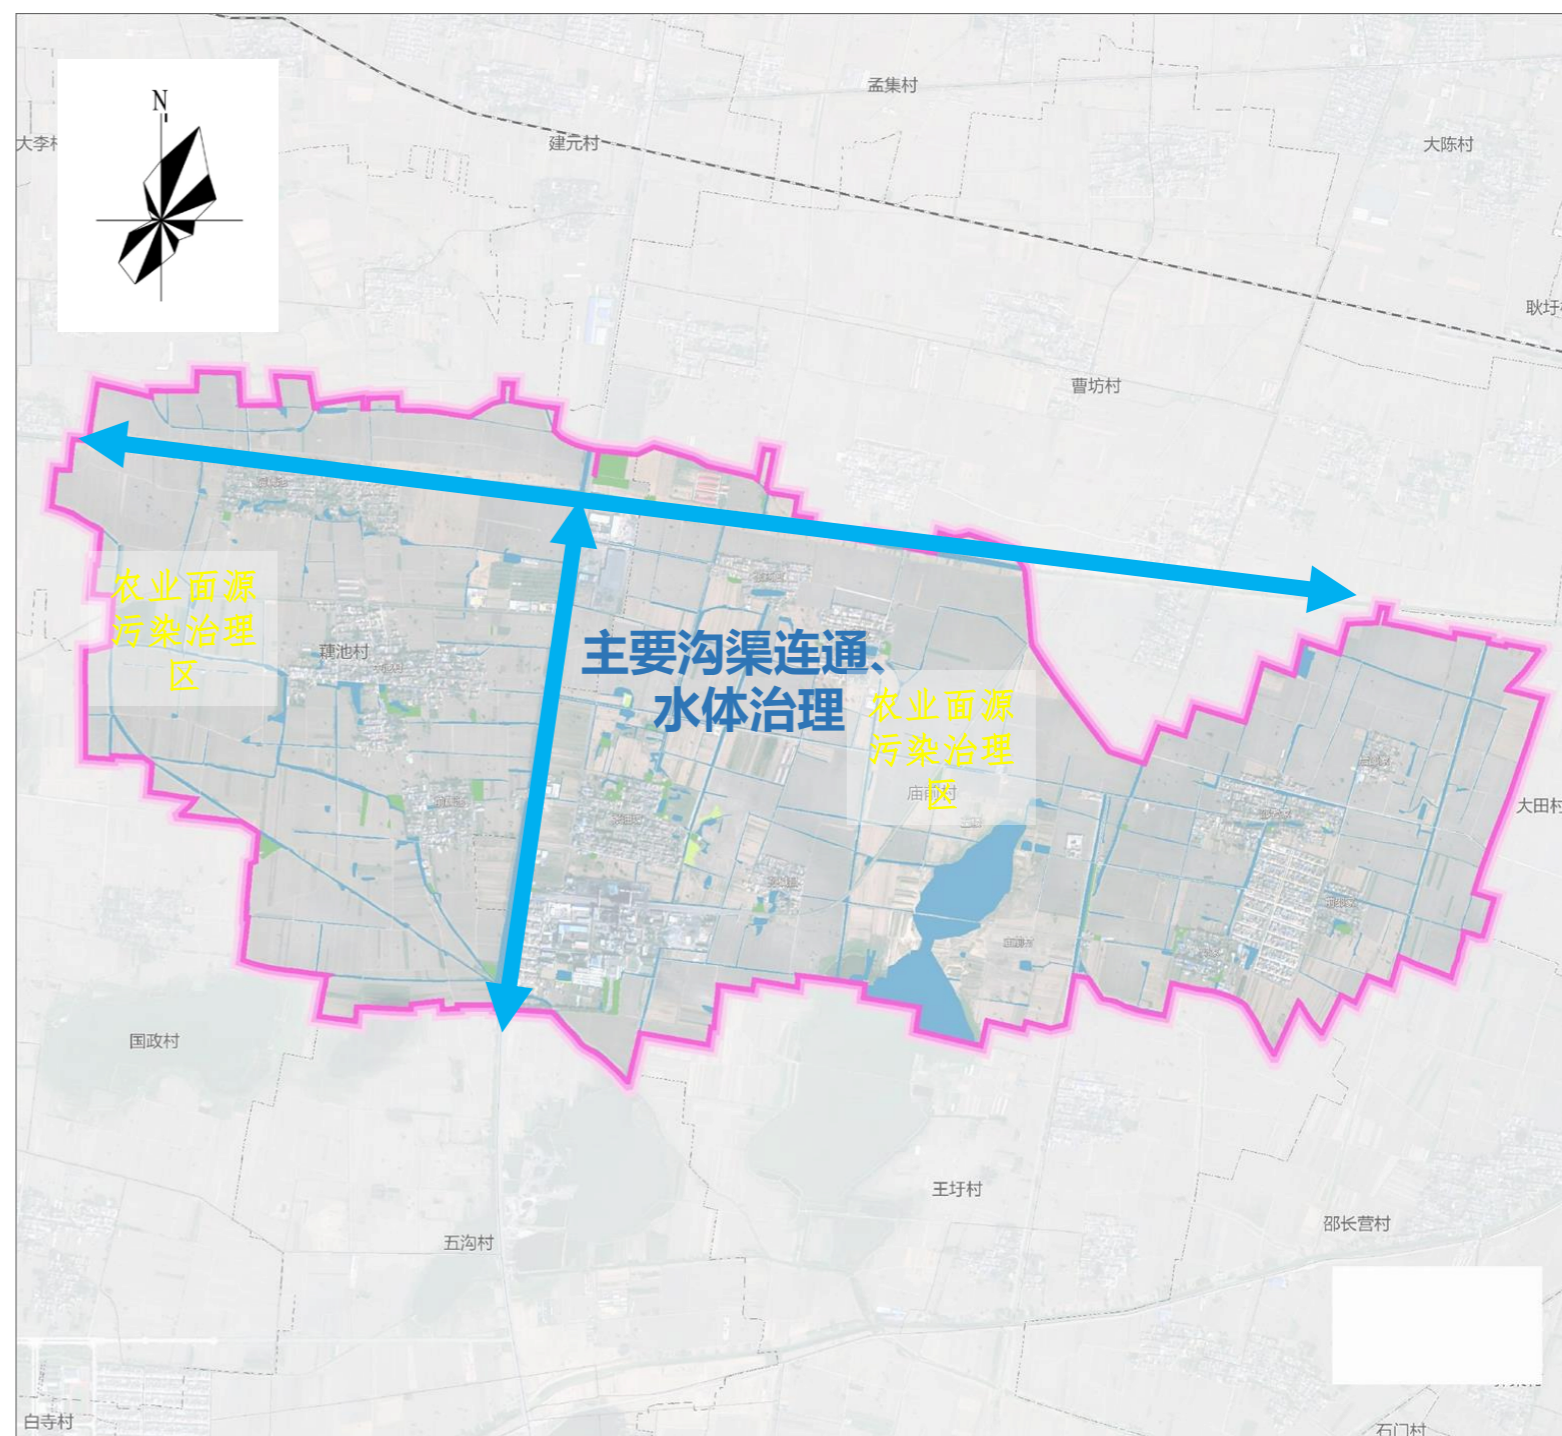 N
孟集村
大李村
建元村
大陈村
耿圩
曹坊村
农业面源
污染治理
区
藕池村
主要沟渠连通、
水体治理
农业面源
污染治理
区
庙前村
大田村
国政村
王圩村
邵长营村
五沟村
白寺村
石门村